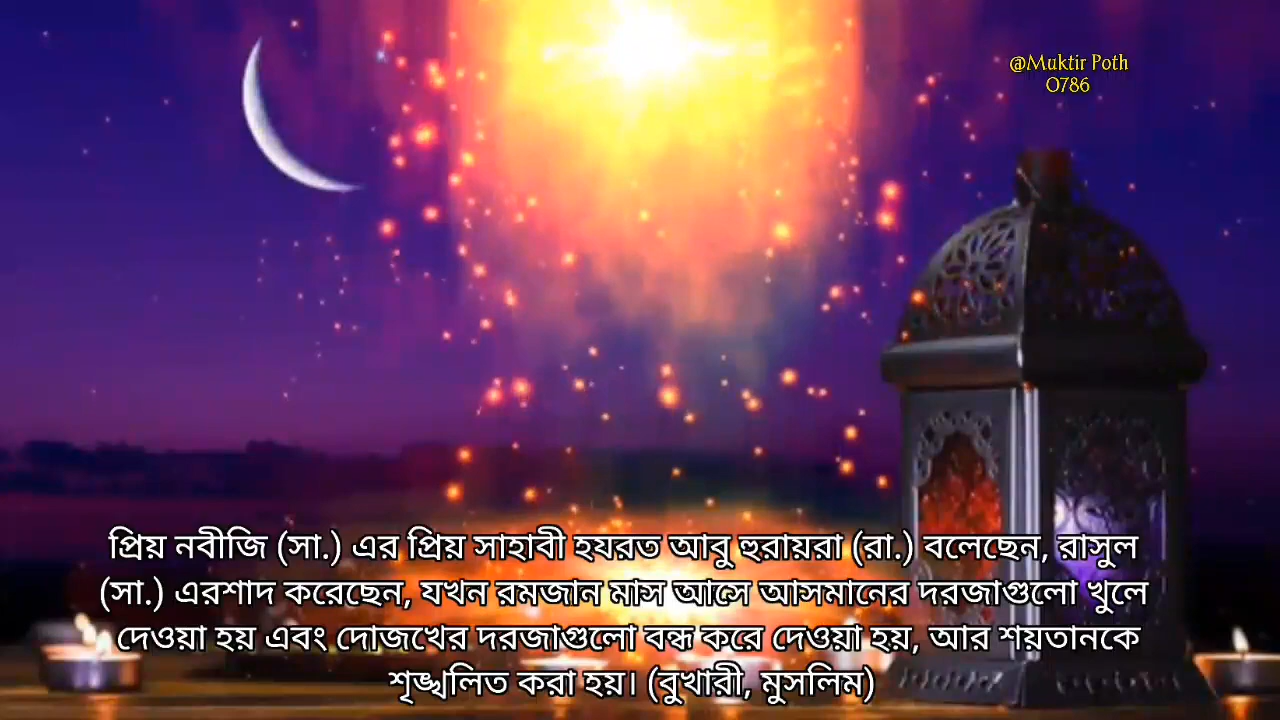 @Muktir Poth
0786
প্রিয় নবীজি (সা.) এর প্রিয় সাহাবী হযরত আবু হুরায়রা (রা.) বলেছেন, রাসুল
(সা.) এরশাদ করেছেন, যখন রমজান মাস আসে আসমানের দরজাগুলো খুলে
দেওয়া হয় এবং দোজখের দরজাগুলো বন্ধ করে দেওয়া হয়, আর শয়তানকে
শৃঙ্খলিত করা হয়। (বুখারী, মুসলিম)